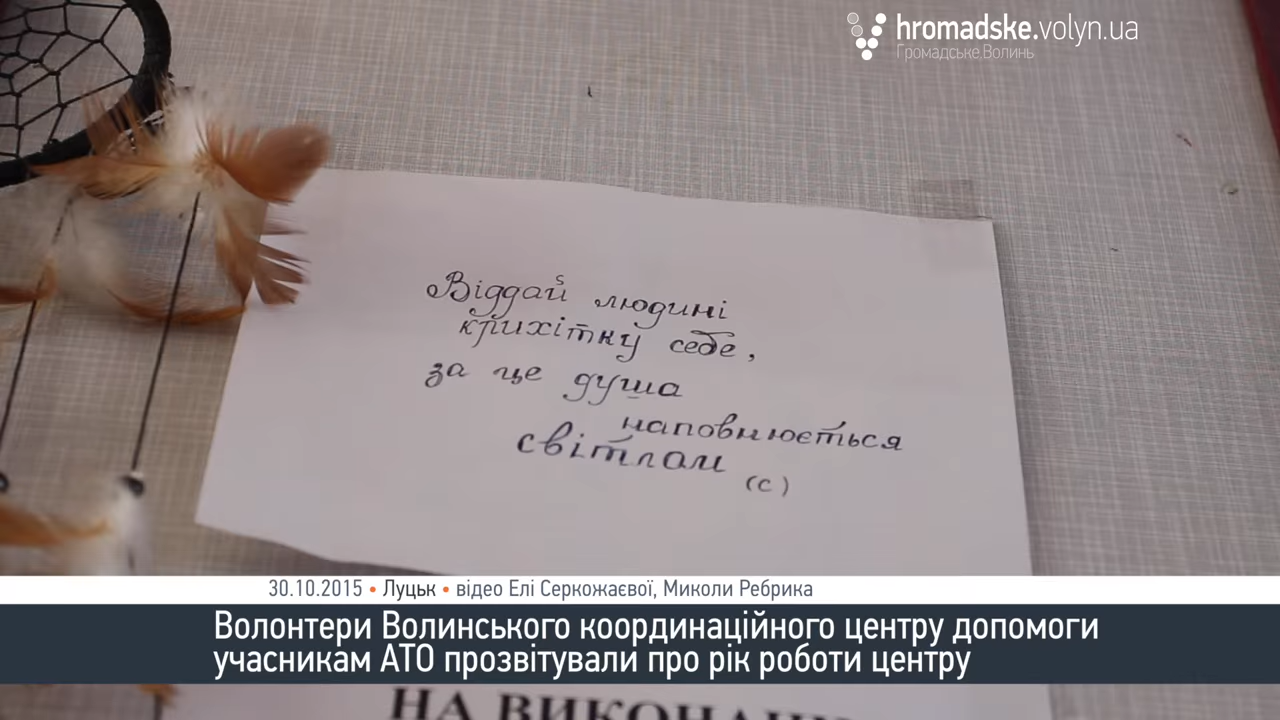 hromadske.volyn.ua
Громадське.Волинь
Віддай людині
крихітку себе,
за це душа
наповнюється
світлом
(с)
30.10.2015 • Луцьк • відео Елі Серкожаєвої, Миколи Ребрика
Волонтери Волинського координаційного центру допомоги
учасникам АТО прозвітували про рік роботи центру
НА